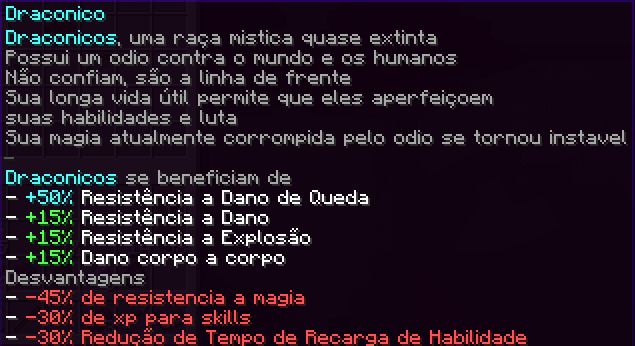 Draconico
Draconicos, uma raça mistica quase extinta
Possui um odio contra o mundo e os humanos
Não confiam, são a linha de frente
Sua longa vida útil permite que eles aperfeiçoem
suas habilidades e luta
Sua magia atualmente corrompida pelo odio se tornou instavel
_
Draconicos se beneficiam de
- +50% Resistência a Dano de Queda
- +15% Resistência a Dano
- +15% Resistência a Explosão
- +15% Dano corpo a corpo
Desvantagens
- -45% de resistencia a magia
- -30% de xp para skills
- -30% Redução de Tempo de Recarga de Habilidade